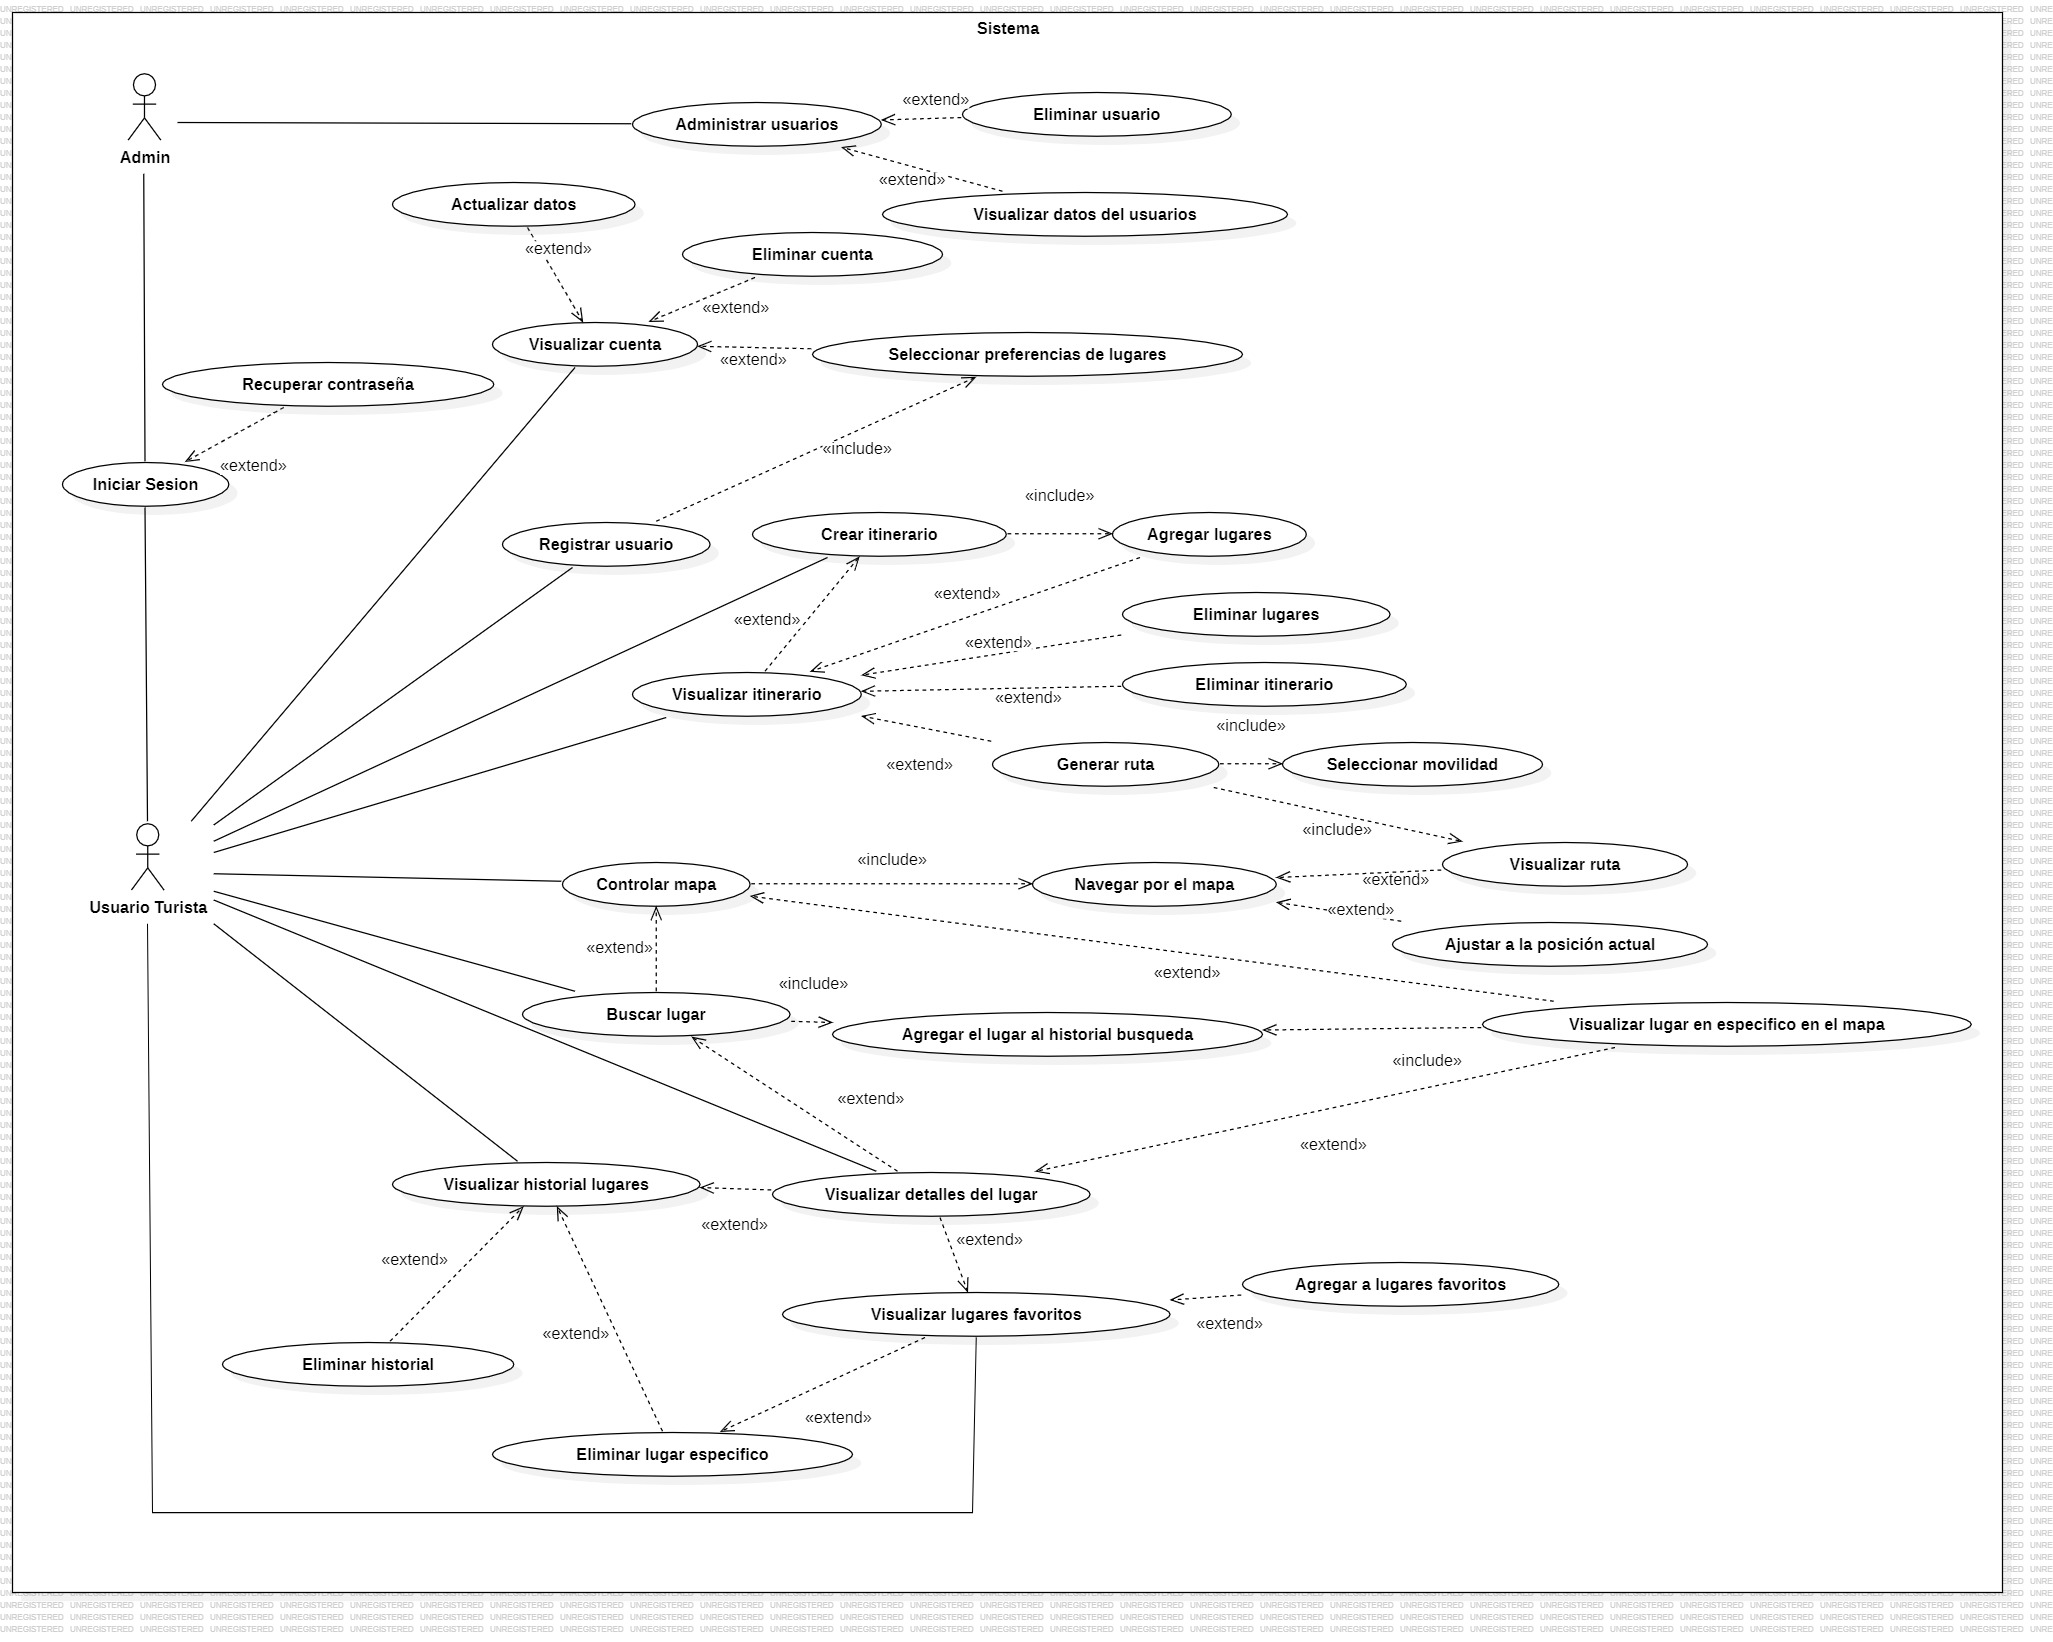 Sistema
Admin
Administrar usuarios
«extend»
Eliminar usuario
«extend»
Visualizar datos del usuarios
Actualizar datos
«extend»
Eliminar cuenta
«extend»
Visualizar cuenta
«extend»
Seleccionar preferencias de lugares
Recuperar contraseña
«extend»
Iniciar Sesion
«include»
Registrar usuario
Crear itinerario
«include»
Agregar lugares
«extend»
«extend»
Eliminar lugares
«extend»
Visualizar itinerario
Eliminar itinerario
«extend»
«include»
«extend»
Generar ruta
Seleccionar movilidad
«include»
Usuario Turista
Controlar mapa
«include»
Navegar por el mapa
Visualizar ruta
«extend»
«extend»
Ajustar a la posición actual
«extend»
«extend»
«include»
Buscar lugar
Agregar el lugar al historial busqueda
Visualizar lugar en especifico en el mapa
«include»
«extend»
«extend»
Visualizar historial lugares
Visualizar detalles del lugar
«extend»
«extend»
«extend»
Agregar a lugares favoritos
Visualizar lugares favoritos
«extend»
«extend»
Eliminar historial
«extend»
Eliminar lugar especifico
UNREGISTERED